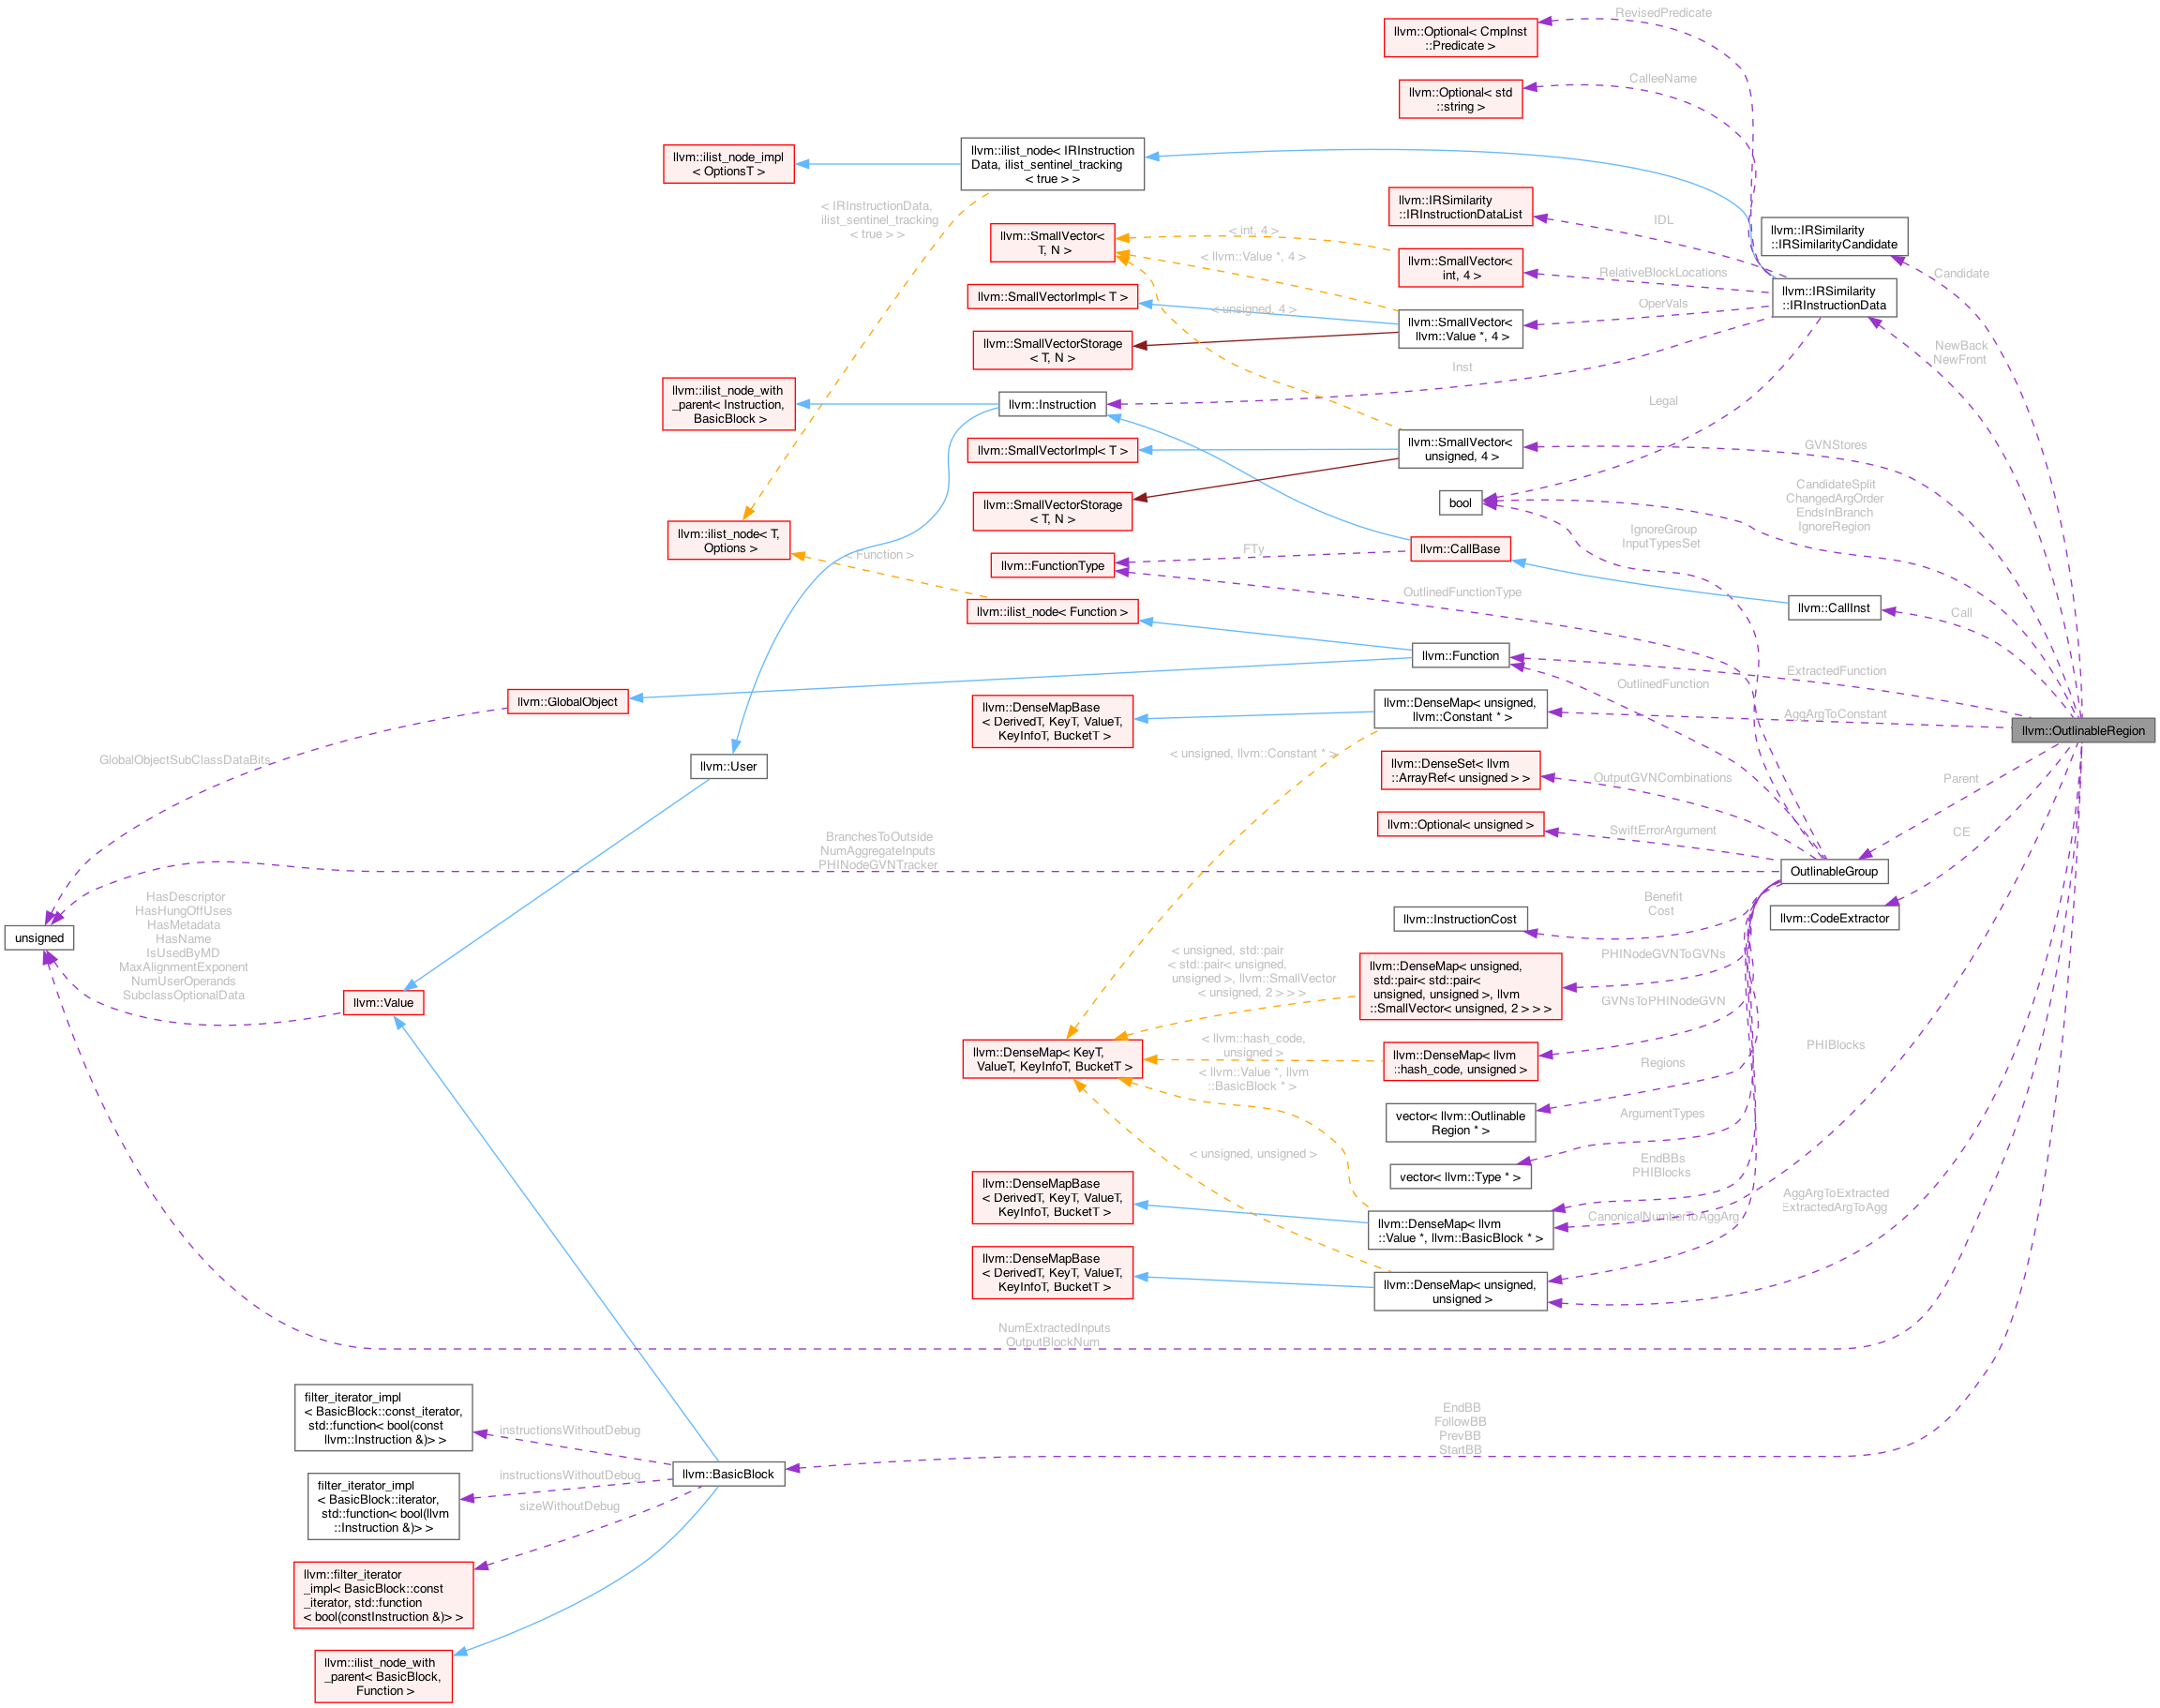 RevisedPredicate
llvm::Optional< CmpInst
::Predicate >
CalleeName
llvm::Optional< std
::string >
llvm::ilist_node_impl
< OptionsT >
llvm::ilist_node< IRInstruction
Data, ilist_sentinel_tracking
< true > >
< IRInstructionData,
ilist_sentinel_tracking
< true > >
llvm::IRSimilarity
::IRInstructionDataList
IDL
llvm::IRSimilarity
::IRSimilarityCandidate
llvm::SmallVector<
T, N >
< int, 4 >
< llvm::Value *, 4 >
llvm::SmallVector<
int, 4 >
RelativeBlockLocations
llvm::IRSimilarity
::IRInstructionData
Candidate
llvm::SmallVectorImpl< T >
< unsigned, 4 >
OperVals
llvm::SmallVector<
llvm::Value *, 4 >
llvm::SmallVectorStorage
< T, N >
NewBack
NewFront
Inst
llvm::ilist_node_with
_parent< Instruction,
BasicBlock >
llvm::Instruction
Legal
llvm::SmallVectorImpl< T >
llvm::SmallVector<
unsigned, 4 >
GVNStores
llvm::SmallVectorStorage
< T, N >
bool
CandidateSplit
ChangedArgOrder
EndsInBranch
IgnoreRegion
llvm::ilist_node< T,
Options >
< Function >
IgnoreGroup
InputTypesSet
llvm::FunctionType
FTy
llvm::CallBase
OutlinedFunctionType
llvm::ilist_node< Function >
llvm::CallInst
Call
llvm::Function
ExtractedFunction
OutlinedFunction
llvm::GlobalObject
llvm::DenseMapBase
< DerivedT, KeyT, ValueT,
KeyInfoT, BucketT >
llvm::DenseMap< unsigned,
llvm::Constant * >
AggArgToConstant
llvm::OutlinableRegion
GlobalObjectSubClassDataBits
llvm::User
< unsigned, llvm::Constant * >
llvm::DenseSet< llvm
::ArrayRef< unsigned > >
OutputGVNCombinations
Parent
llvm::Optional< unsigned >
SwiftErrorArgument
CE
BranchesToOutside
NumAggregateInputs
PHINodeGVNTracker
OutlinableGroup
HasDescriptor
HasHungOffUses
HasMetadata
HasName
IsUsedByMD
MaxAlignmentExponent
NumUserOperands
SubclassOptionalData
unsigned
llvm::InstructionCost
Benefit
Cost
llvm::CodeExtractor
< unsigned, std::pair
< std::pair< unsigned,
unsigned >, llvm::SmallVector
< unsigned, 2 > > >
llvm::DenseMap< unsigned,
std::pair< std::pair<
unsigned, unsigned >, llvm
::SmallVector< unsigned, 2 > > >
PHINodeGVNToGVNs
llvm::Value
GVNsToPHINodeGVN
llvm::DenseMap< KeyT,
ValueT, KeyInfoT, BucketT >
< llvm::hash_code,
unsigned >
llvm::DenseMap< llvm
::hash_code, unsigned >
PHIBlocks
< llvm::Value *, llvm
::BasicBlock * >
Regions
vector< llvm::Outlinable
Region * >
ArgumentTypes
< unsigned, unsigned >
vector< llvm::Type * >
EndBBs
PHIBlocks
llvm::DenseMapBase
< DerivedT, KeyT, ValueT,
KeyInfoT, BucketT >
llvm::DenseMap< llvm
::Value *, llvm::BasicBlock * >
CanonicalNumberToAggArg
AggArgToExtracted
ExtractedArgToAgg
llvm::DenseMapBase
< DerivedT, KeyT, ValueT,
KeyInfoT, BucketT >
llvm::DenseMap< unsigned,
unsigned >
NumExtractedInputs
OutputBlockNum
filter_iterator_impl
< BasicBlock::const_iterator,
std::function< bool(const
llvm::Instruction &)> >
instructionsWithoutDebug
EndBB
FollowBB
PrevBB
StartBB
llvm::BasicBlock
filter_iterator_impl
< BasicBlock::iterator,
std::function< bool(llvm
::Instruction &)> >
instructionsWithoutDebug
sizeWithoutDebug
llvm::filter_iterator
_impl< BasicBlock::const
_iterator, std::function
< bool(constInstruction &)> >
llvm::ilist_node_with
_parent< BasicBlock,
Function >